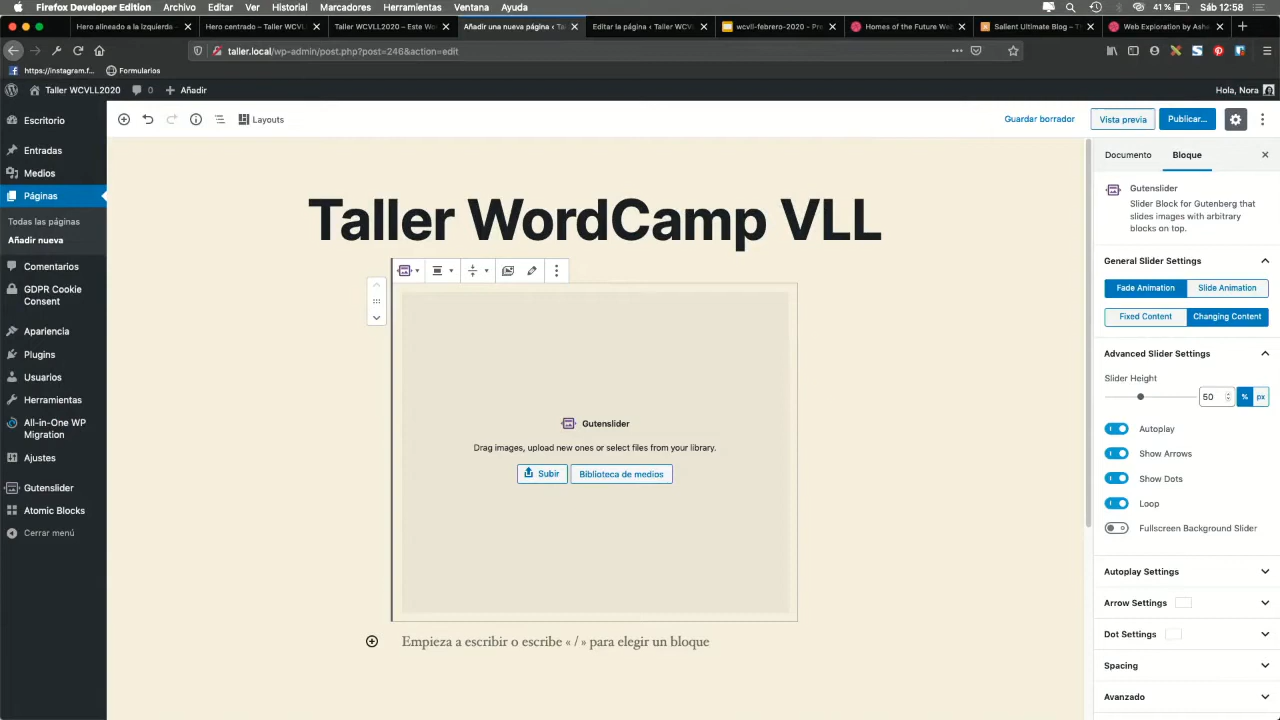 Firefox Developer Edition Archivo Editar Ver Historial Marcadores Herramientas Ventana Ayuda 41% Sáb 12:58
Hero alineado a la izquierda – Hero centrado – Taller WCVL Taller WCVLL2020 – Este Wor Añadir una nueva página ‹ Tal Editar la página ‹ Taller WCV wcvll-febrero-2020 – Pre Homes of the Future Web Salient Ultimate Blog – Th Web Exploration by Ashe
taller.local/wp-admin/post.php?post=246&action=edit
https://instagram.f... Formularios
Taller WCVLL2020 0 Añadir Hola, Nora
Layouts Guardar borrador Vista previa Publicar...
Escritorio
Entradas
Medios
Páginas
Todas las páginas
Añadir nueva
Comentarios
GDPR Cookie
Consent
Apariencia
Plugins
Usuarios
Herramientas
All-in-One WP
Migration
Ajustes
Gutenslider
Atomic Blocks
Cerrar menú
Taller WordCamp VLL
Gutenslider
Drag images, upload new ones or select files from your library.
Subir Biblioteca de medios
Empieza a escribir o escribe « / » para elegir un bloque
Documento Bloque
Gutenslider
Slider Block for Gutenberg that
slides images with arbitrary
blocks on top.
General Slider Settings
Fade Animation Slide Animation
Fixed Content Changing Content
Advanced Slider Settings
Slider Height
50 % px
Autoplay
Show Arrows
Show Dots
Loop
Fullscreen Background Slider
Autoplay Settings
Arrow Settings
Dot Settings
Spacing
Avanzado